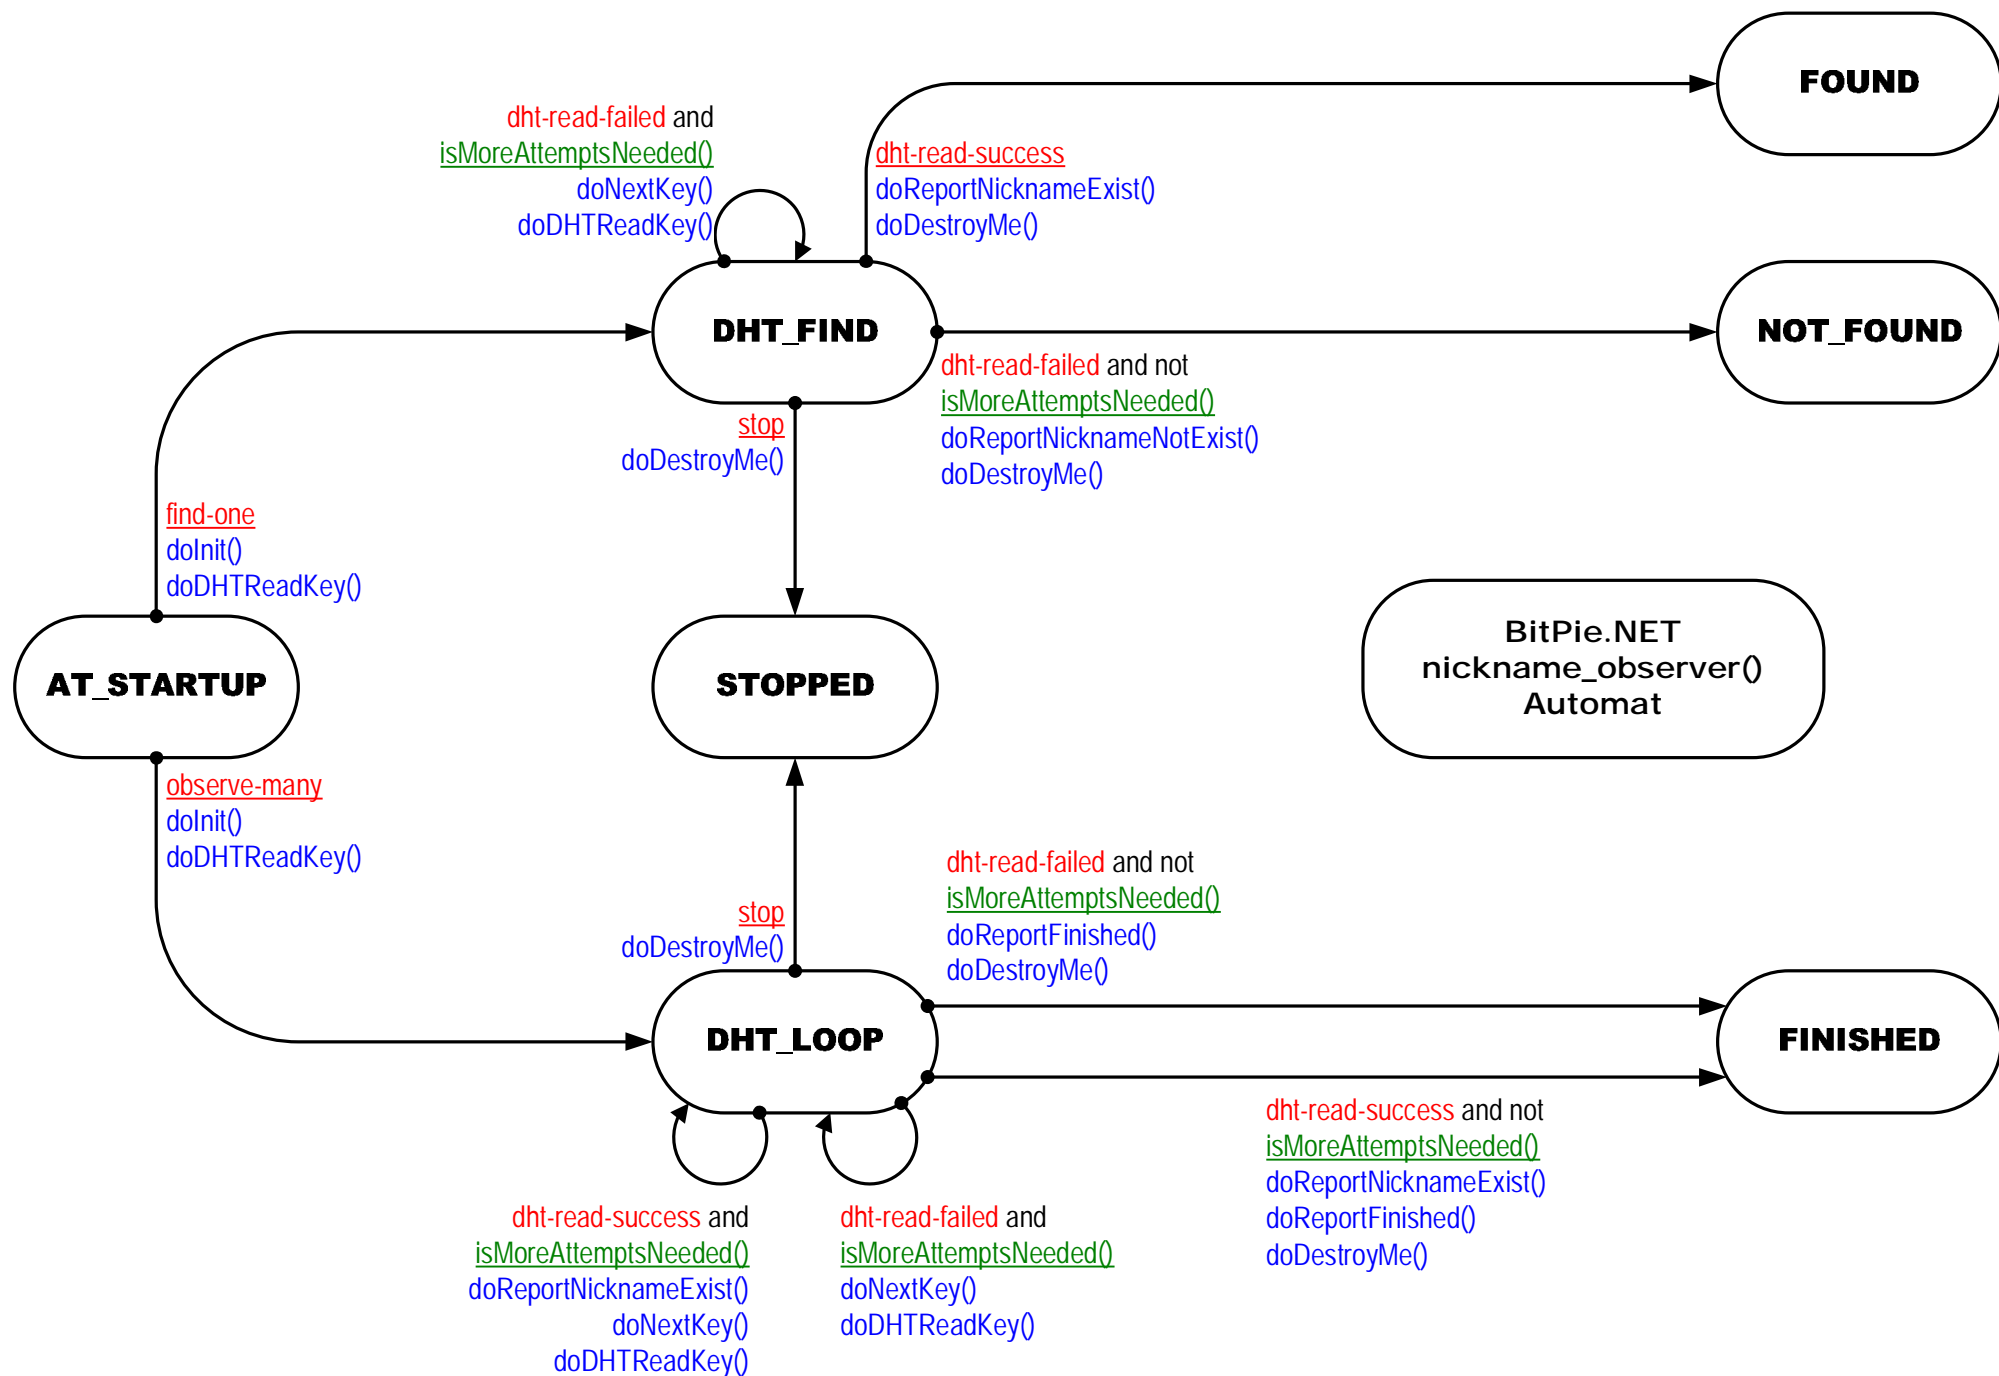 FOUND
dht-read-failed and
isMoreAttemptsNeeded()
doNextKey()
doDHTReadKey()
dht-read-success
doReportNicknameExist()
doDestroyMe()
DHT_FIND
NOT_FOUND
dht-read-failed and not
isMoreAttemptsNeeded()
doReportNicknameNotExist()
doDestroyMe()
stop
doDestroyMe()
find-one
doInit()
doDHTReadKey()
AT_STARTUP
STOPPED
BitPie.NET
nickname_observer()
Automat
observe-many
doInit()
doDHTReadKey()
stop
doDestroyMe()
dht-read-failed and not
isMoreAttemptsNeeded()
doReportFinished()
doDestroyMe()
DHT_LOOP
FINISHED
dht-read-success and not
isMoreAttemptsNeeded()
doReportNicknameExist()
doReportFinished()
doDestroyMe()
dht-read-success and
isMoreAttemptsNeeded()
doReportNicknameExist()
doNextKey()
doDHTReadKey()
dht-read-failed and
isMoreAttemptsNeeded()
doNextKey()
doDHTReadKey()